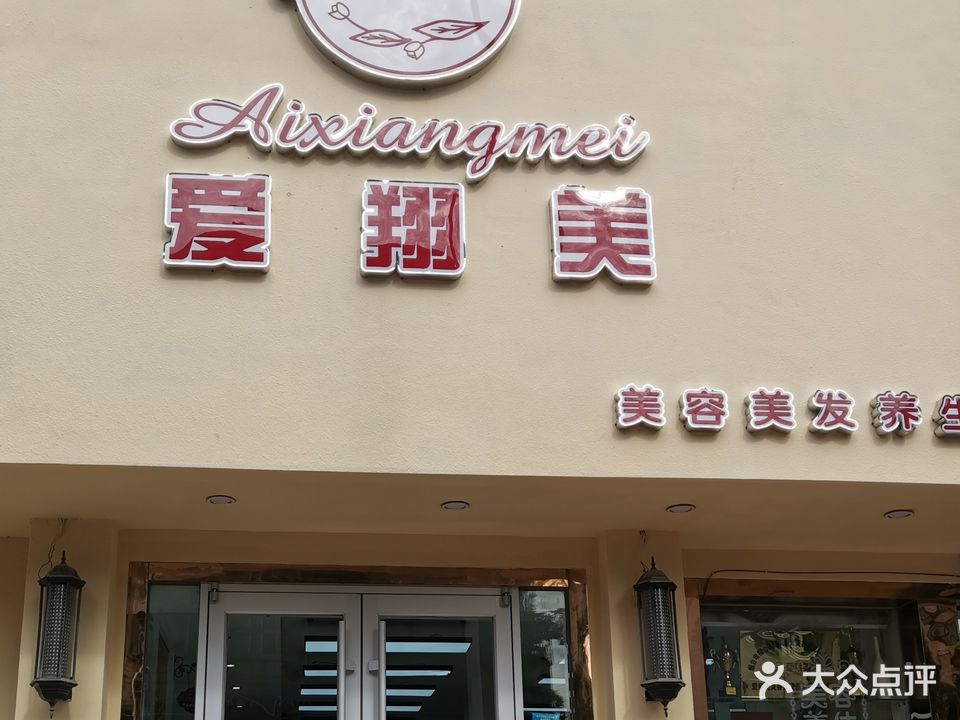 Aixiangmei
爱翔美
美容美发养生
大众点评